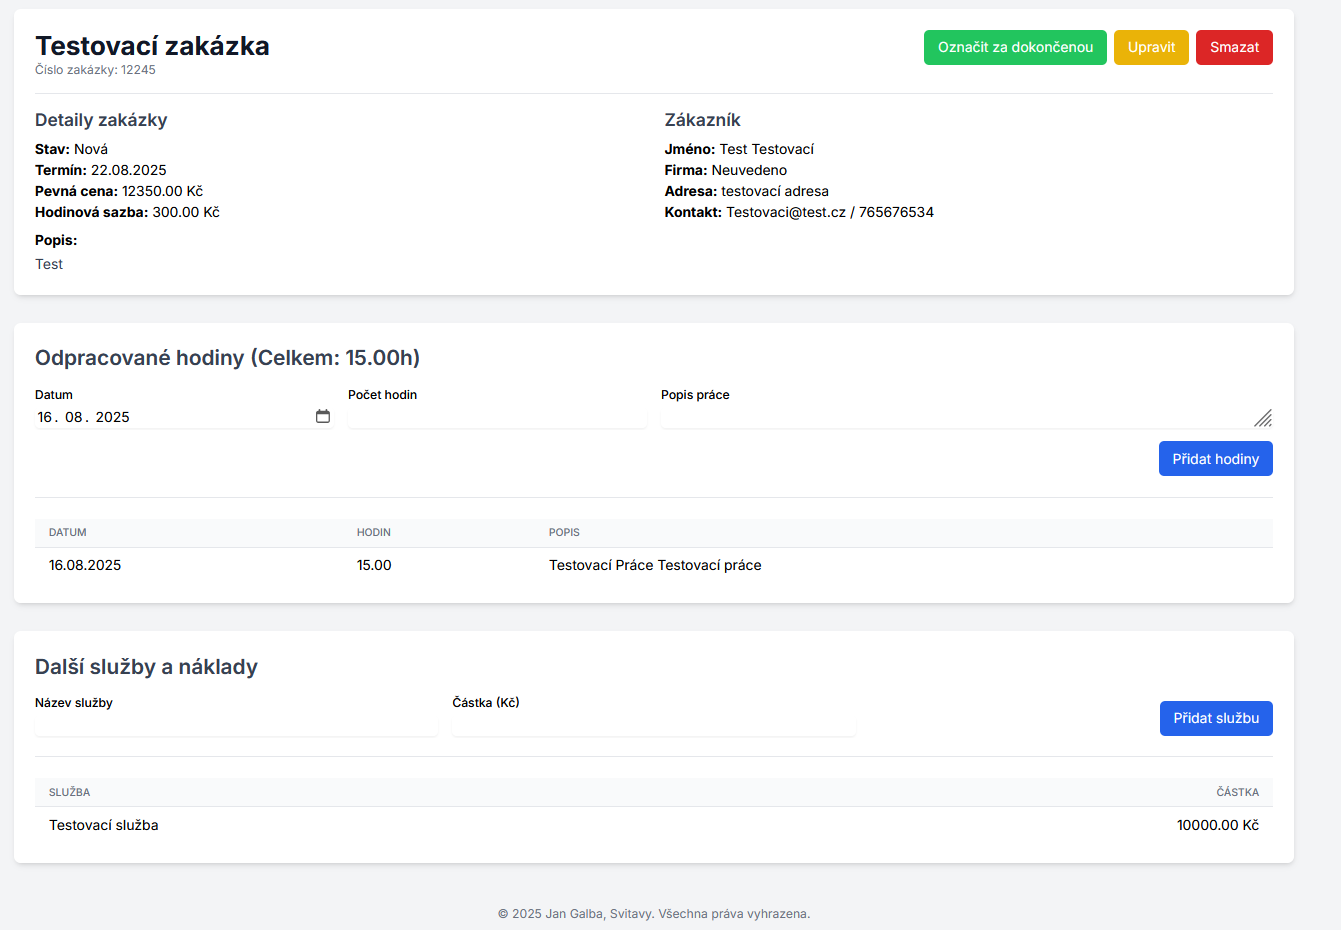 Testovací zakázka
Označit za dokončenou Upravit Smazat
Číslo zakázky: 12245
Detaily zakázky
Stav: Nová
Termín: 22.08.2025
Pevná cena: 12350.00 Kč
Hodinová sazba: 300.00 Kč
Popis:
Test
Zákazník
Jméno: Test Testovací
Firma: Neuvedeno
Adresa: testovací adresa
Kontakt: Testovaci@test.cz / 765676534
Odpracované hodiny (Celkem: 15.00h)
Datum Počet hodin Popis práce
16. 08. 2025
Přidat hodiny
DATUM HODIN POPIS
16.08.2025 15.00 Testovací Práce Testovací práce
Další služby a náklady
Název služby Částka (Kč)
Přidat službu
SLUŽBA ČÁSTKA
Testovací služba 10000.00 Kč
© 2025 Jan Galba, Svitavy. Všechna práva vyhrazena.